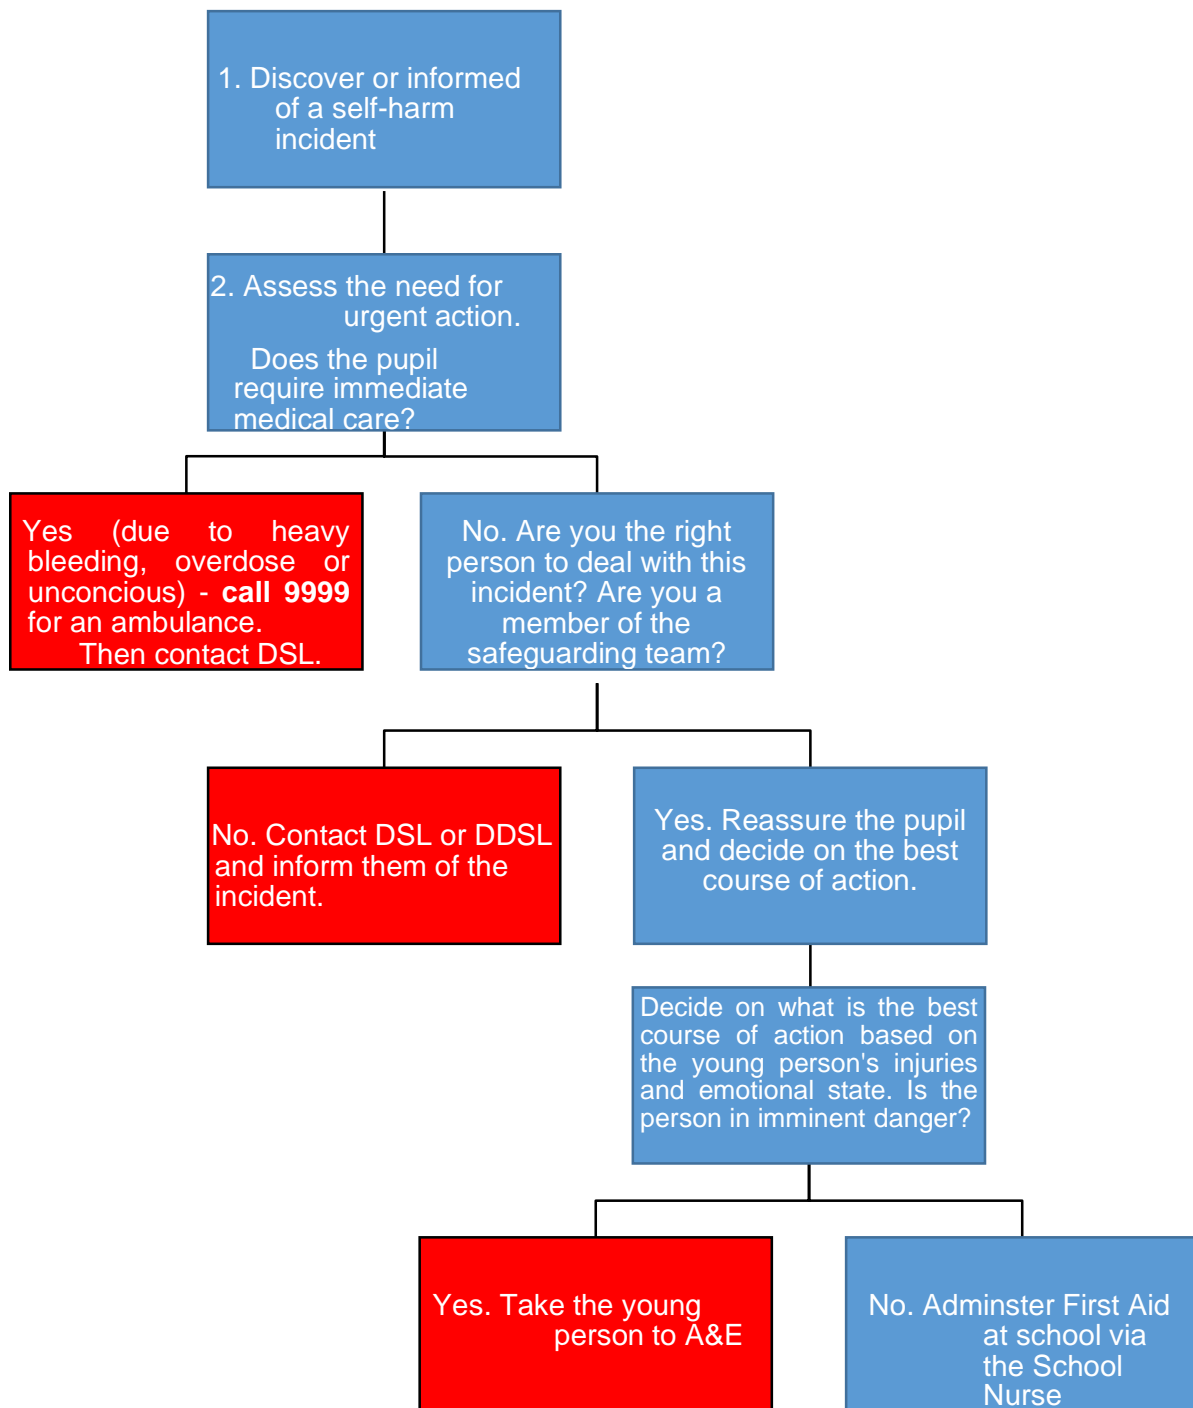 1. Discover or informed
of a self-harm
incident
2. Assess the need for
urgent action.
Does the pupil
require immediate
medical care?
Yes (due to heavy
bleeding, overdose or
unconcious) - call 9999
for an ambulance.
Then contact DSL.
No. Are you the right
person to deal with this
incident? Are you a
member of the
safeguarding team?
No. Contact DSL or DDSL
and inform them of the
incident.
Yes. Reassure the pupil
and decide on the best
course of action.
Decide on what is the best
course of action based on
the young person's injuries
and emotional state. Is the
person in imminent danger?
Yes. Take the young
person to A&E
No. Adminster First Aid
at school via
the School
Nurse